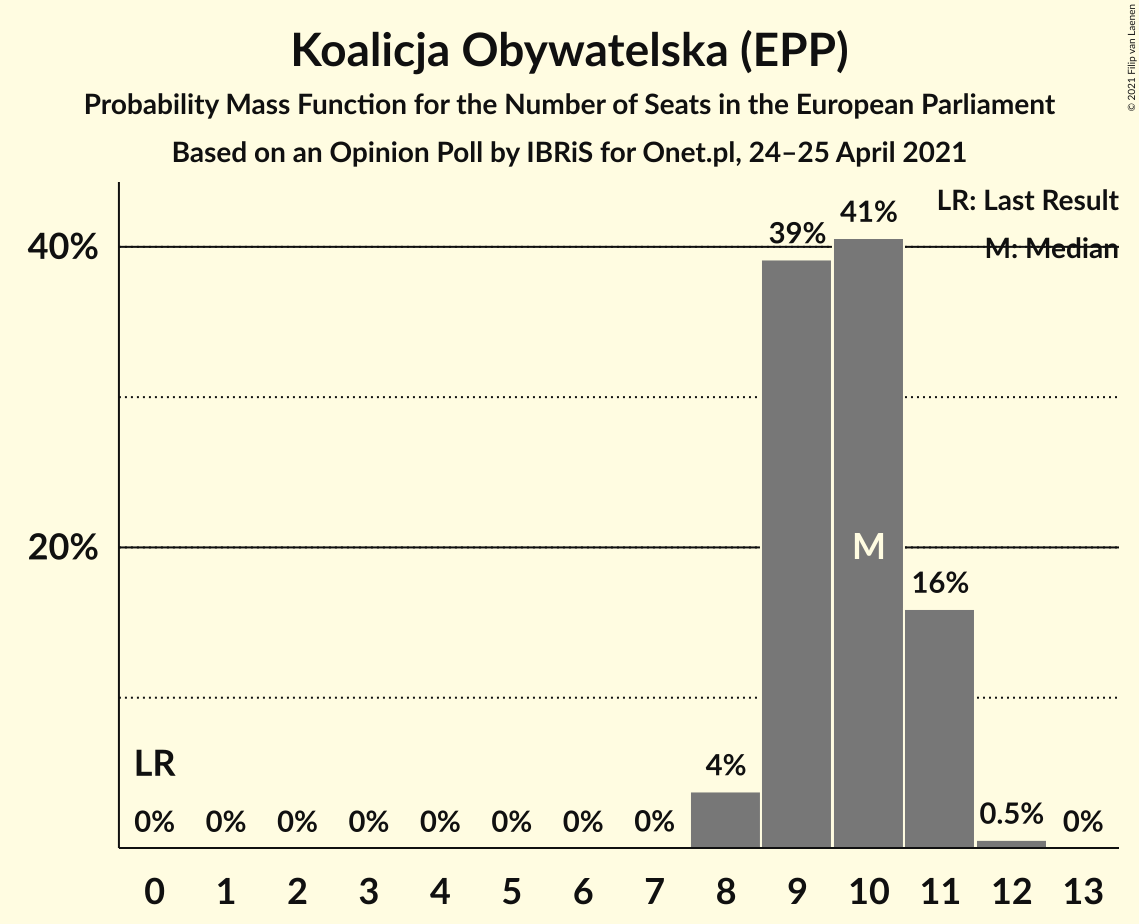 Koalicja Obywatelska (EPP)
Probability Mass Function for the Number of Seats in the European Parliament
Based on an Opinion Poll by IBRiS for Onet.pl, 24–25 April 2021
© 2021 Filip van Laenen
LR: Last Result
M: Median
40%
20%
39%
41%
M
16%
LR
4%
0% 0% 0% 0% 0% 0% 0% 0% 0.5% 0%
0 1 2 3 4 5 6 7 8 9 10 11 12 13